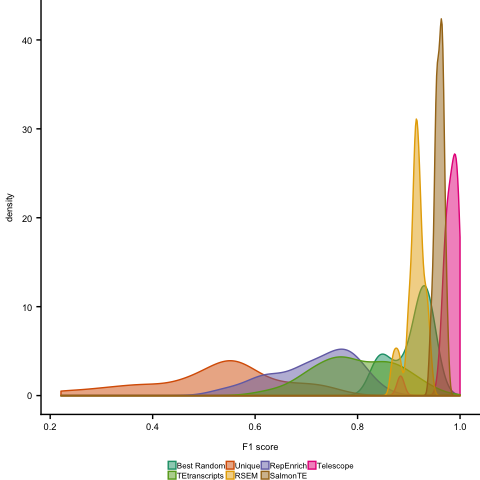 40
30
20
10
0
density
0.2 0.4 0.6 0.8 1.0
F1 score
Best Random Unique RepEnrich Telescope
TEtranscripts RSEM SalmonTE